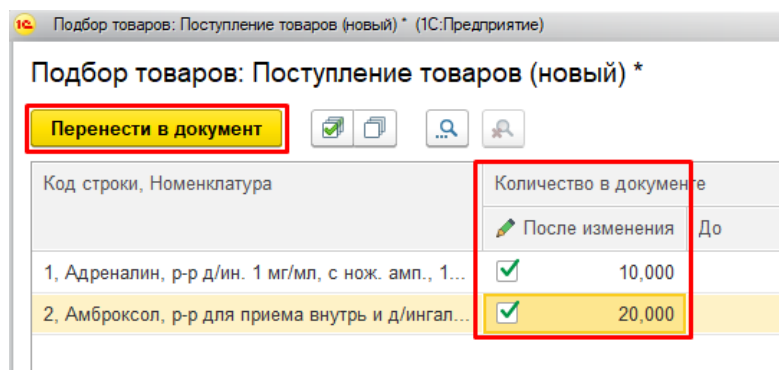 1С Подбор товаров: Поступление товаров (новый) * (1С:Предприятие)
Подбор товаров: Поступление товаров (новый) *
Перенести в документ
Код строки, Номенклатура Количество в документе
После изменения До
1, Адреналин, р-р д/ин. 1 мг/мл, с нож. амп., 1... 10,000
2, Амброксол, р-р для приема внутрь и д/ингал... 20,000